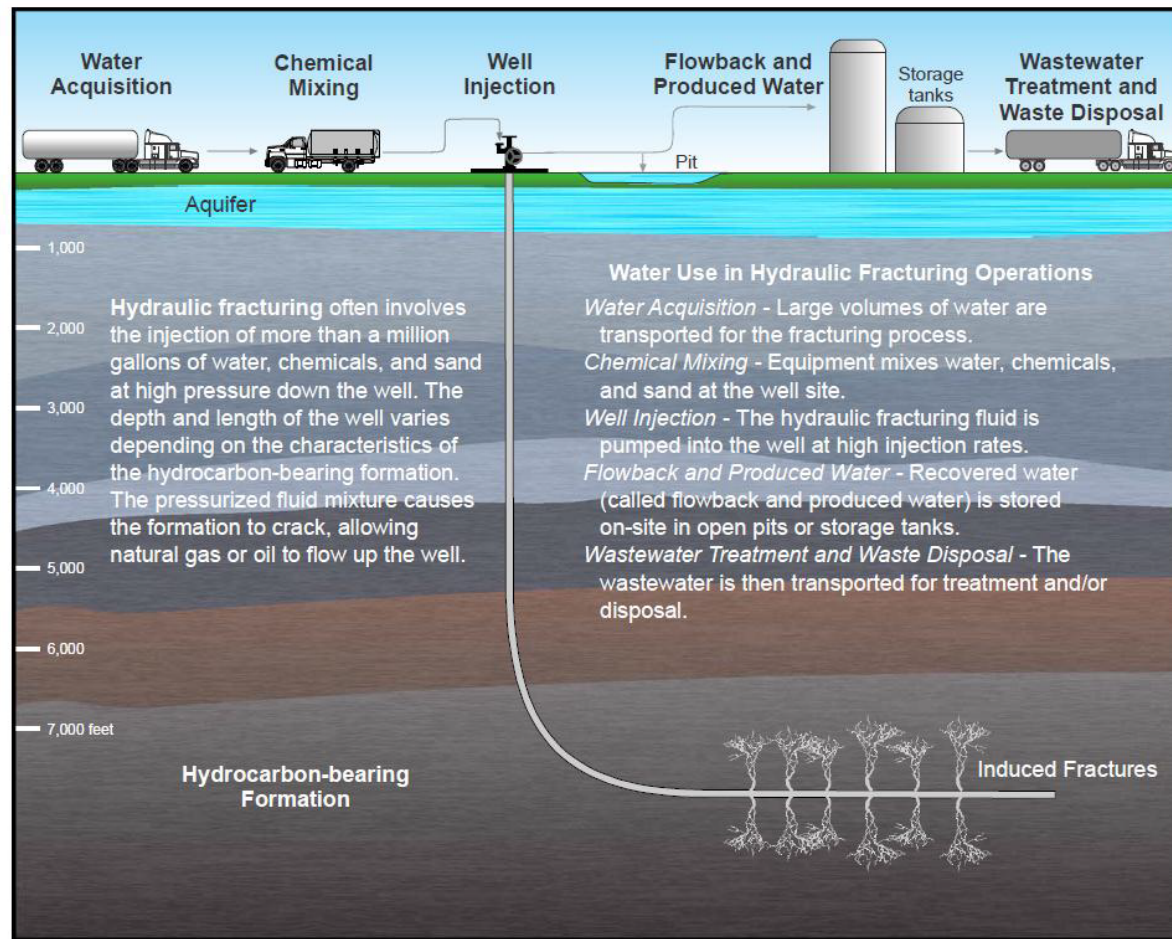 Water
Acquisition
Chemical
Mixing
Well
Injection
Flowback and
Produced Water
Storage
tanks
Wastewater
Treatment and
Waste Disposal
Pit
Aquifer
1,000
2,000
3,000
4,000
5,000
6,000
7,000 feet
Hydraulic fracturing often involves
the injection of more than a million
gallons of water, chemicals, and sand
at high pressure down the well. The
depth and length of the well varies
depending on the characteristics of
the hydrocarbon-bearing formation.
The pressurized fluid mixture causes
the formation to crack, allowing
natural gas or oil to flow up the well.
Water Use in Hydraulic Fracturing Operations
Water Acquisition - Large volumes of water are
transported for the fracturing process.
Chemical Mixing - Equipment mixes water, chemicals,
and sand at the well site.
Well Injection - The hydraulic fracturing fluid is
pumped into the well at high injection rates.
Flowback and Produced Water - Recovered water
(called flowback and produced water) is stored
on-site in open pits or storage tanks.
Wastewater Treatment and Waste Disposal - The
wastewater is then transported for treatment and/or
disposal.
Hydrocarbon-bearing
Formation
Induced Fractures